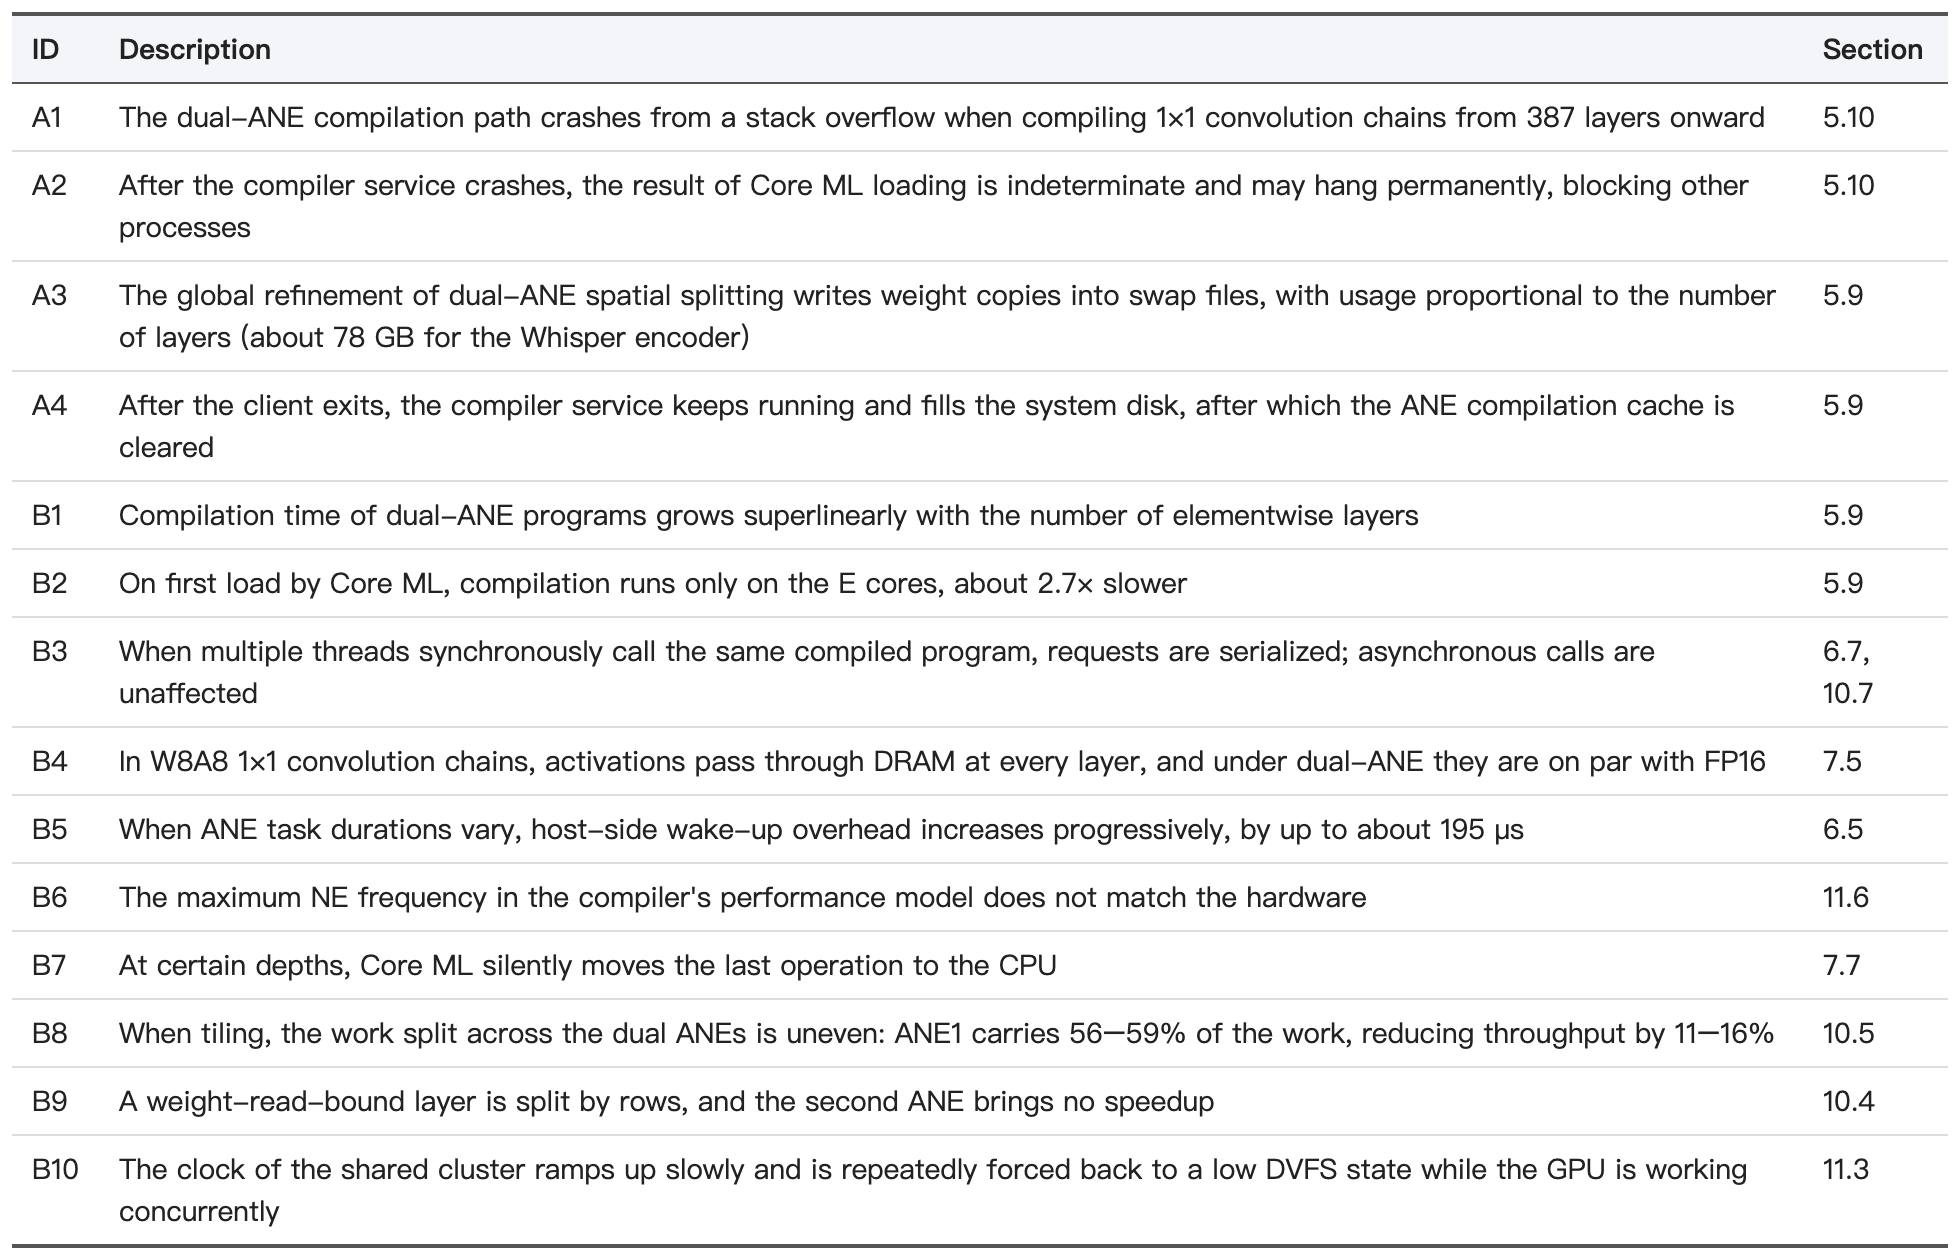 ID Description Section
A1 The dual-ANE compilation path crashes from a stack overflow when compiling 1×1 convolution chains from 387 layers onward 5.10
A2 After the compiler service crashes, the result of Core ML loading is indeterminate and may hang permanently, blocking other 5.10
processes
A3 The global refinement of dual-ANE spatial splitting writes weight copies into swap files, with usage proportional to the number 5.9
of layers (about 78 GB for the Whisper encoder)
A4 After the client exits, the compiler service keeps running and fills the system disk, after which the ANE compilation cache is 5.9
cleared
B1 Compilation time of dual-ANE programs grows superlinearly with the number of elementwise layers 5.9
B2 On first load by Core ML, compilation runs only on the E cores, about 2.7× slower 5.9
B3 When multiple threads synchronously call the same compiled program, requests are serialized; asynchronous calls are 6.7,
unaffected 10.7
B4 In W8A8 1×1 convolution chains, activations pass through DRAM at every layer, and under dual-ANE they are on par with FP16 7.5
B5 When ANE task durations vary, host-side wake-up overhead increases progressively, by up to about 195 μs 6.5
B6 The maximum NE frequency in the compiler's performance model does not match the hardware 11.6
B7 At certain depths, Core ML silently moves the last operation to the CPU 7.7
B8 When tiling, the work split across the dual ANEs is uneven: ANE1 carries 56–59% of the work, reducing throughput by 11–16% 10.5
B9 A weight-read-bound layer is split by rows, and the second ANE brings no speedup 10.4
B10 The clock of the shared cluster ramps up slowly and is repeatedly forced back to a low DVFS state while the GPU is working 11.3
concurrently